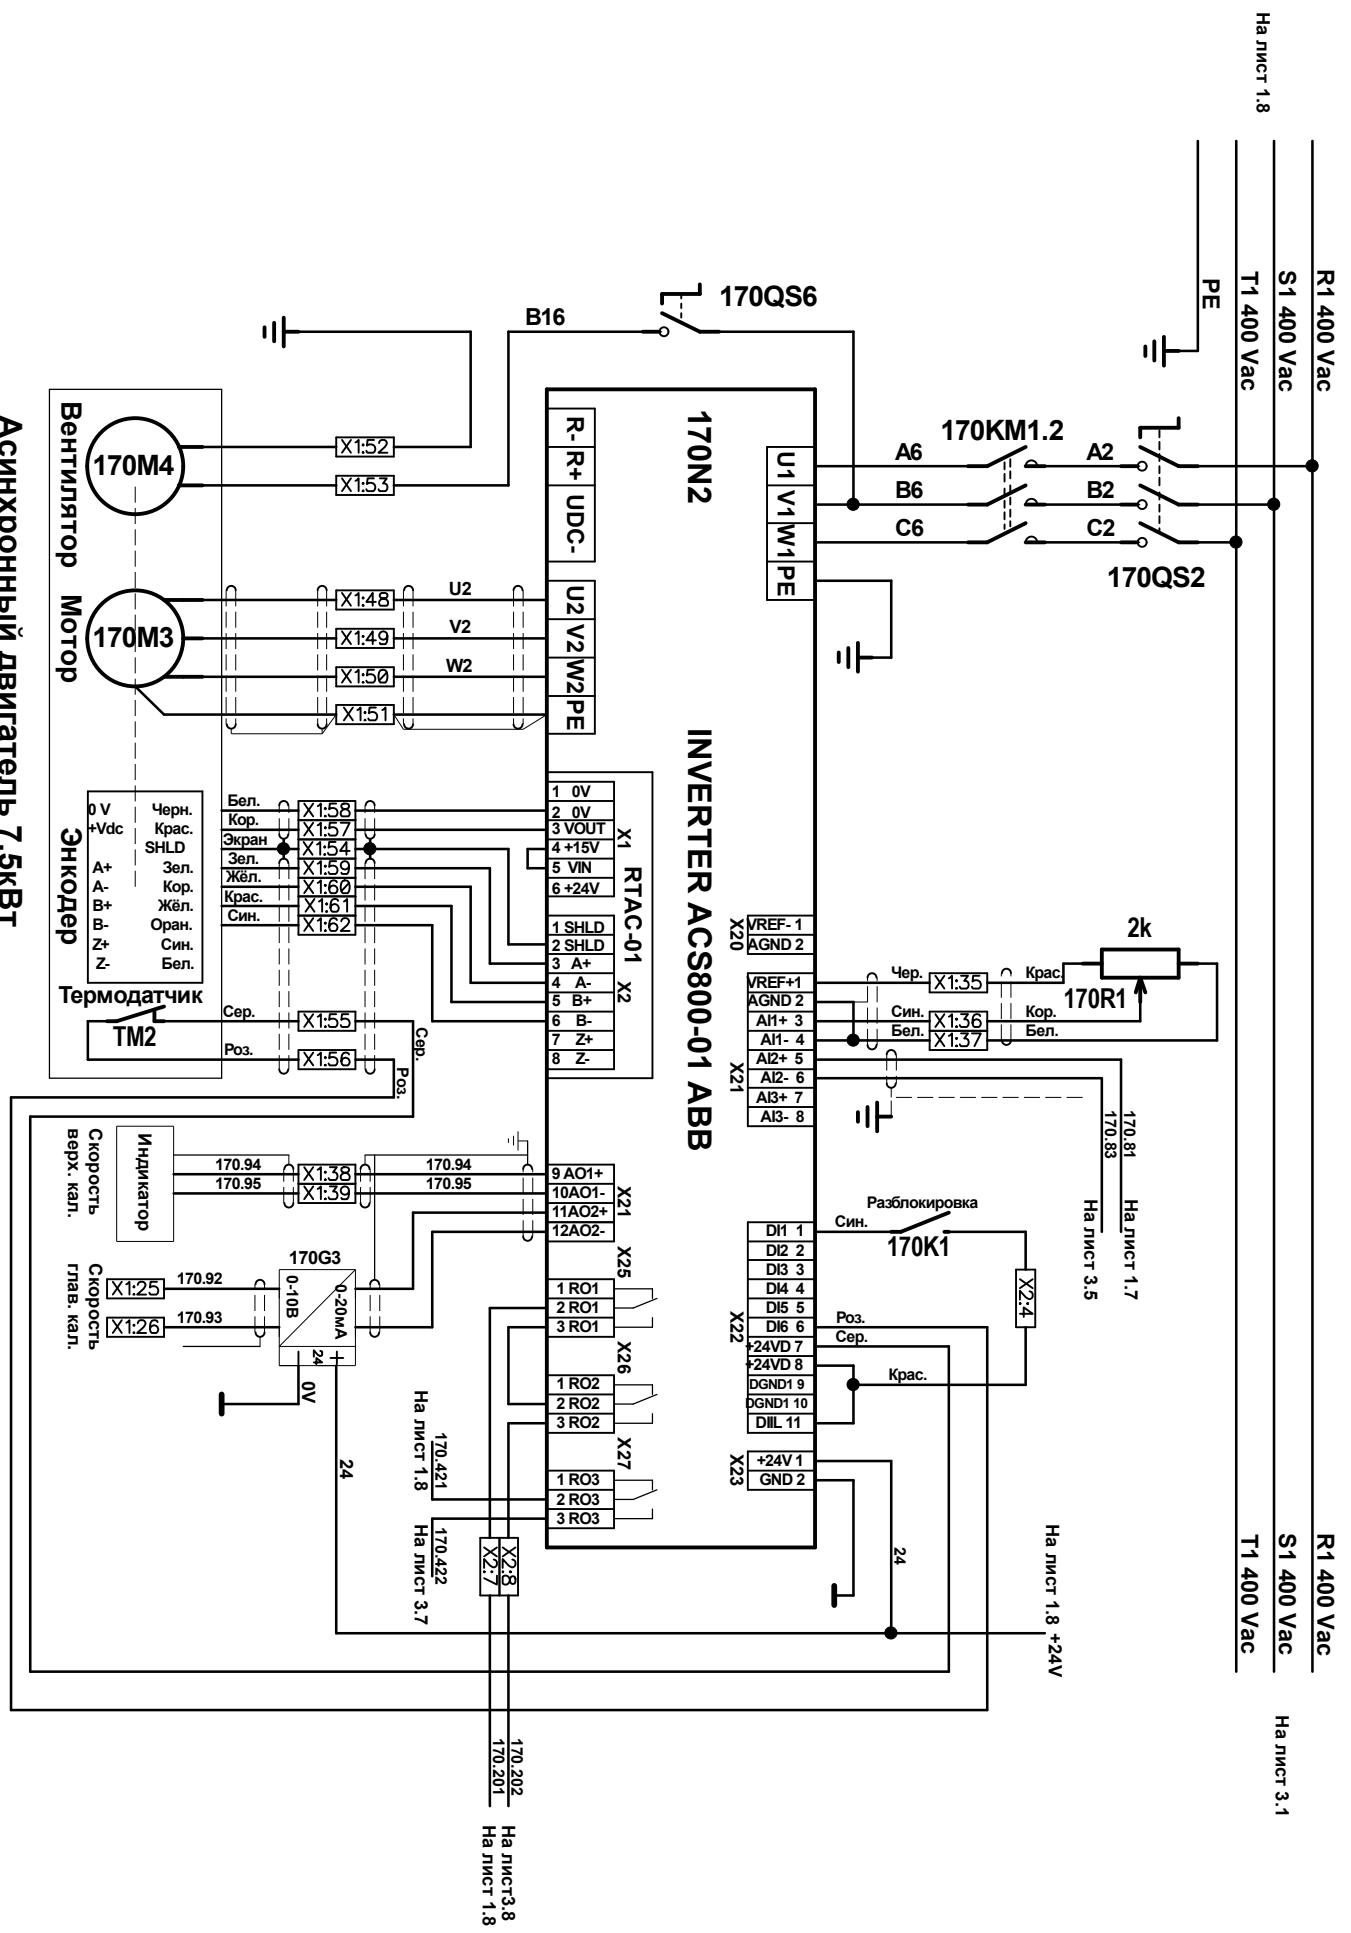 На лист 1.8
R1 400 Vac
S1 400 Vac
T1 400 Vac
PE
R1 400 Vac
S1 400 Vac
T1 400 Vac
На лист 3.1
170QS6
B16
170KM1.2
A6
B6
C6
A2
B2
C2
170QS2
170N2
INVERTER ACS800-01 ABB
U1 V1 W1 PE
R- R+ UDC-
U2 V2 W2 PE
X1:52
X1:53
170M4
Вентилятор
170M3
Мотор
U2
V2
W2
X1:48
X1:49
X1:50
X1:51
Асинхронный двигатель 7,5кВт
Энкодер
0 V Черн.
+Vdc Крас.
SHLD
A+ Зел.
A- Кор.
B+ Жёл.
B- Оран.
Z+ Син.
Z- Бел.
Бел.
Кор.
Экран
Зел.
Жёл.
Крас.
Син.
X1:58
X1:57
X1:54
X1:59
X1:60
X1:61
X1:62
Термодатчик
TM2
Сер.
Роз.
X1:55
X1:56
Сер.
Роз.
RTAC-01
X1
1 0V
2 0V
3 VOUT
4 +15V
5 VIN
6 +24V
X2
1 SHLD
2 SHLD
3 A+
4 A-
5 B+
6 B-
7 Z+
8 Z-
X20
VREF- 1
AGND 2
X21
VREF+1
AGND 2
AI1+ 3
AI1- 4
AI2+ 5
AI2- 6
AI3+ 7
AI3- 8
2k
170R1
Чер.
Син.
Бел.
X1:35
X1:36
X1:37
Крас.
Кор.
Бел.
170.81
170.83
На лист 1.7
На лист 3.5
Разблокировка
170K1
Син.
X2:4
X22
DI1 1
DI2 2
DI3 3
DI4 4
DI5 5
DI6 6
+24VD 7
+24VD 8
DGND1 9
DGND1 10
DIIL 11
Роз.
Сер.
Крас.
X23
+24V 1
GND 2
24
На лист 1.8 +24V
X21
9 AO1+
10AO1-
11AO2+
12AO2-
170.94
170.95
X1:38
X1:39
170.94
170.95
Индикатор
Скорость
верх. кал.
170G3
0-10В
0-20мА
24
+
0V
24
Скорость
глав. кал.
X1:25
X1:26
170.92
170.93
X25
1 RO1
2 RO1
3 RO1
X26
1 RO2
2 RO2
3 RO2
X27
1 RO3
2 RO3
3 RO3
170.421
На лист 1.8
170.422
На лист 3.7
X2:8
X2:7
170.202
170.201
На лист3.8
На лист 1.8